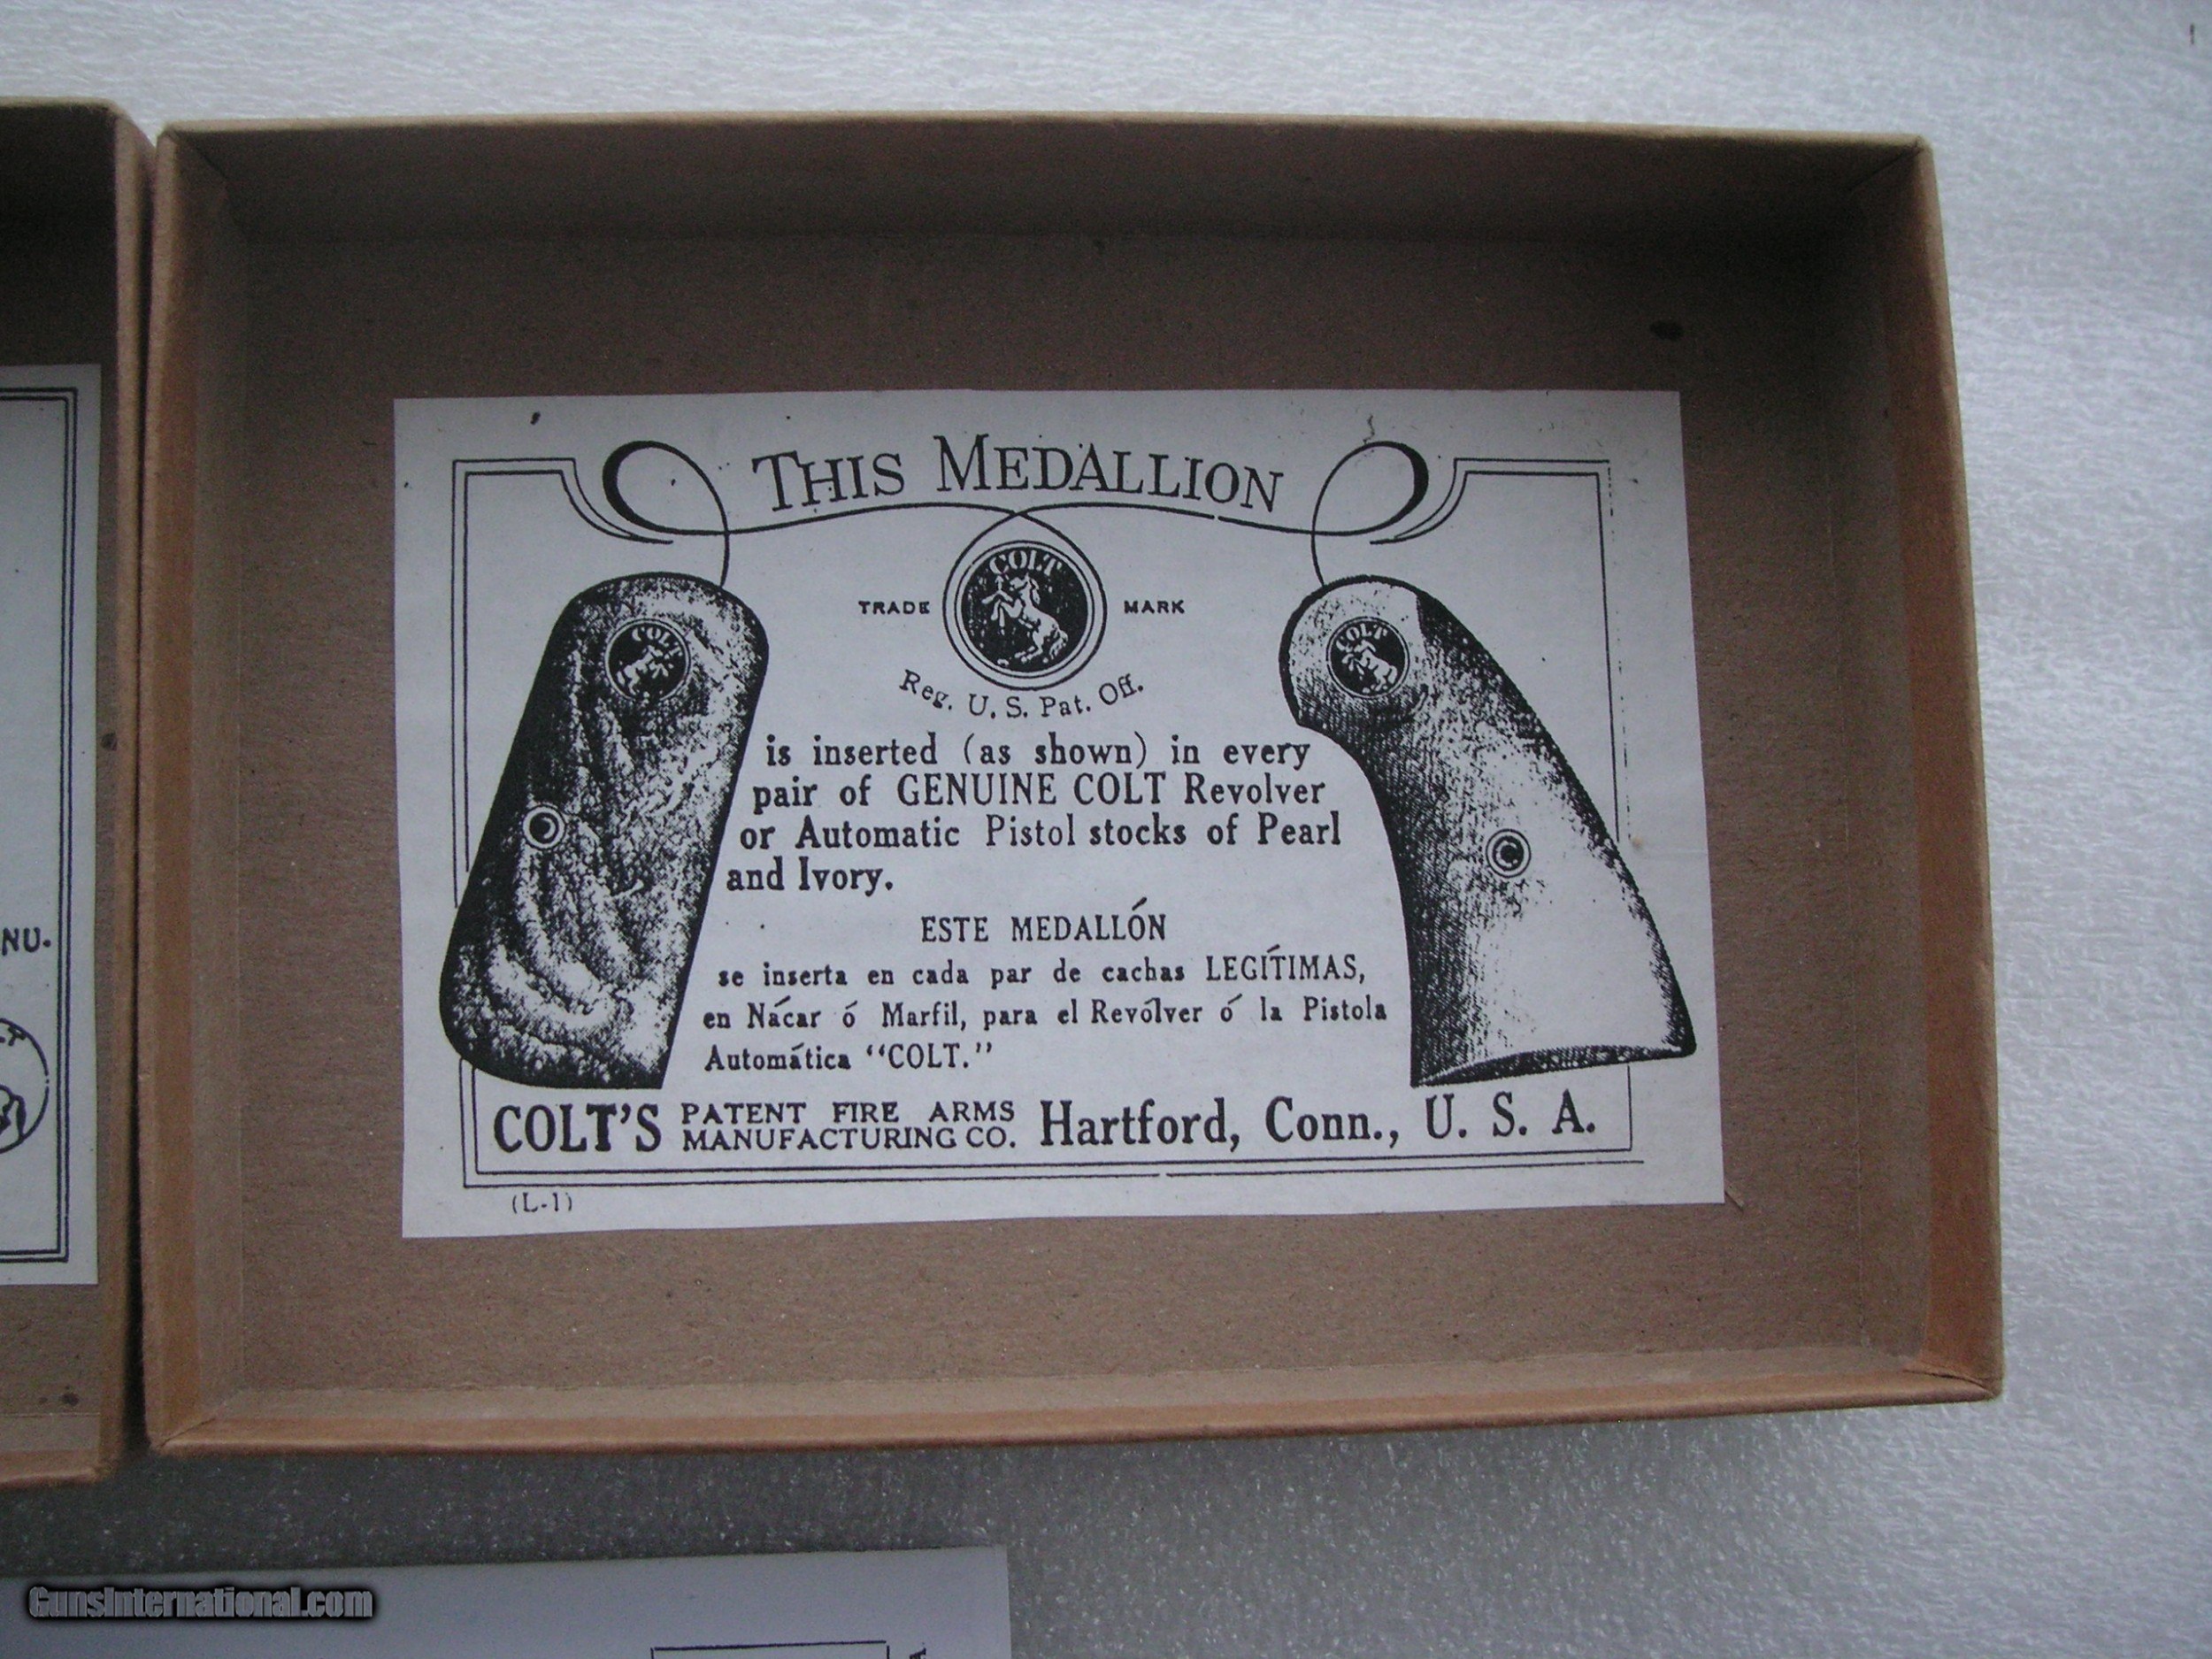 THIS MEDALLION
COLT
TRADE MARK
Reg. U. S. Pat. Off.
COLT
COLT
is inserted (as shown) in every
pair of GENUINE COLT Revolver
or Automatic Pistol stocks of Pearl
and Ivory.
ESTE MEDALLÓN
se inserta en cada par de cachas LEGÍTIMAS,
en Nácar ó Marfil, para el Revólver ó la Pistola
Automática "COLT."
COLT'S PATENT FIRE ARMS MANUFACTURING CO. Hartford, Conn., U. S. A.
(L-1)
NU.
GunsInternational.com
A